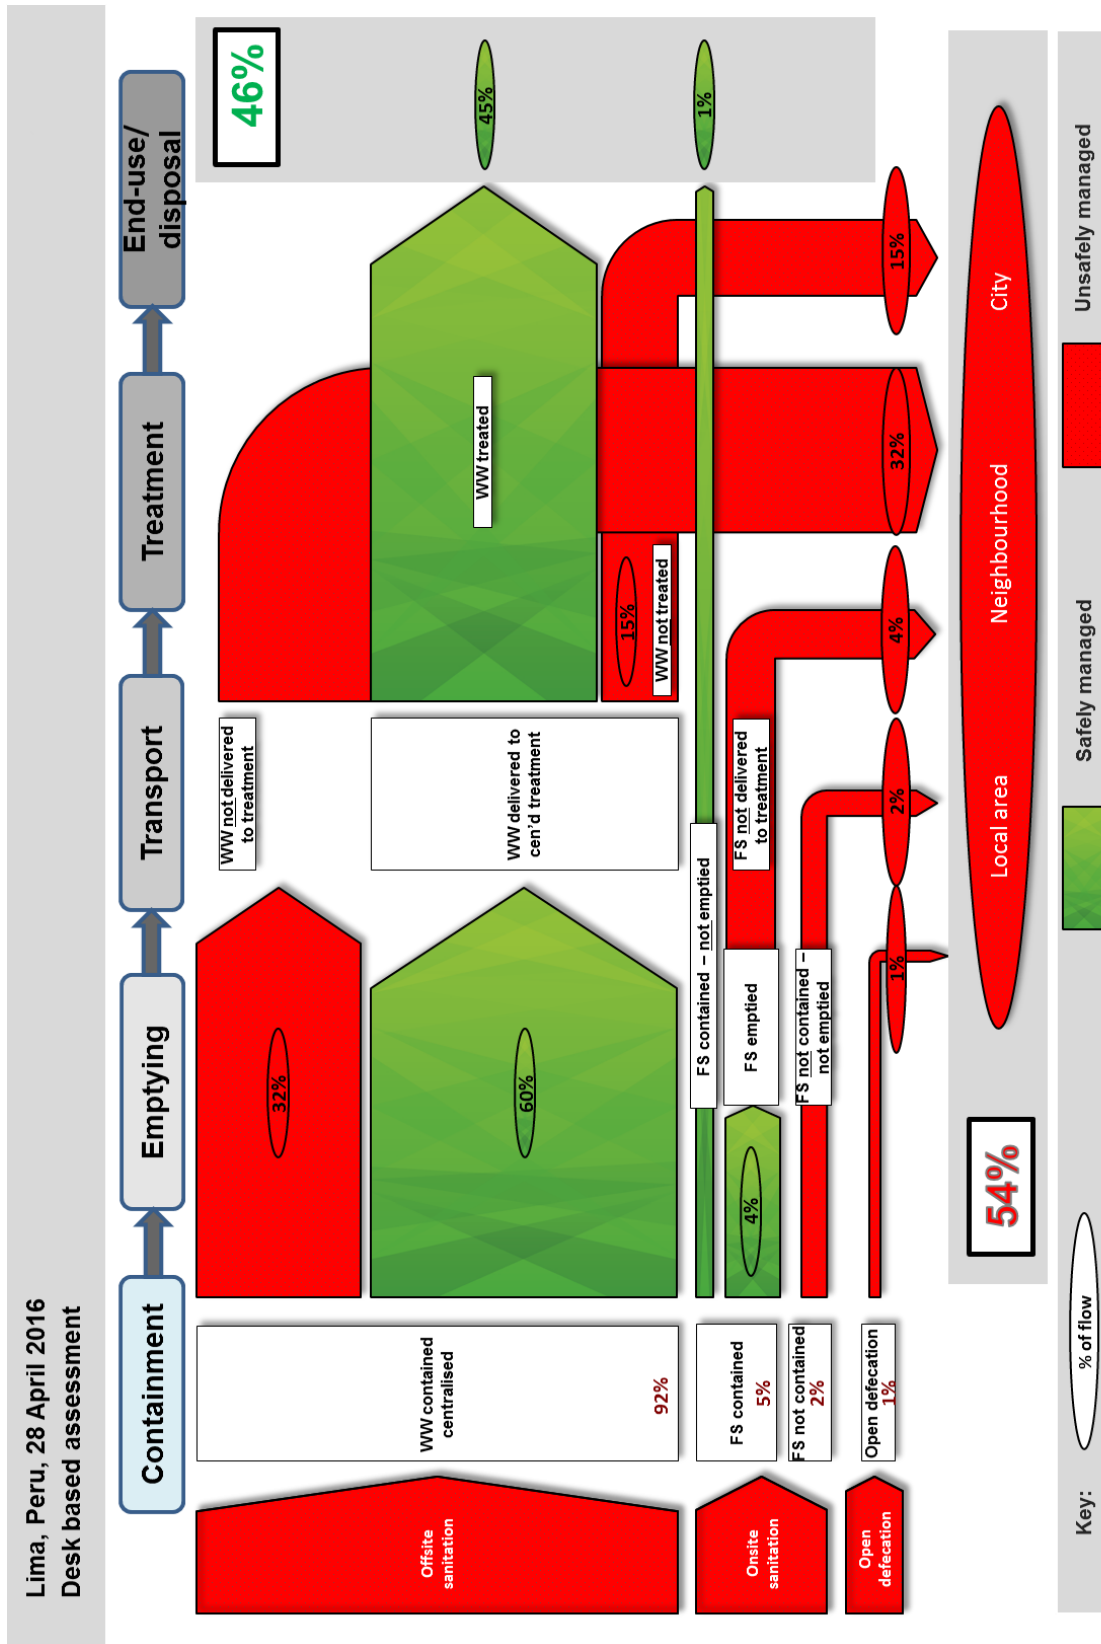 Lima, Peru, 28 April 2016
Desk based assessment
Containment
Emptying
Transport
Treatment
End-use/
disposal
Offsite
sanitation
WW contained
centralised
92%
32%
60%
WW not delivered
to treatment
WW delivered to
cen'd treatment
WW treated
15%
WW not treated
46%
45%
1%
Onsite
sanitation
FS contained
5%
FS not contained
2%
FS contained – not emptied
4%
FS emptied
FS not delivered
to treatment
FS not contained –
not emptied
Open
defecation
Open defecation
1%
1%
2%
4%
32%
15%
54%
Local area
Neighbourhood
City
Key:
% of flow
Safely managed
Unsafely managed